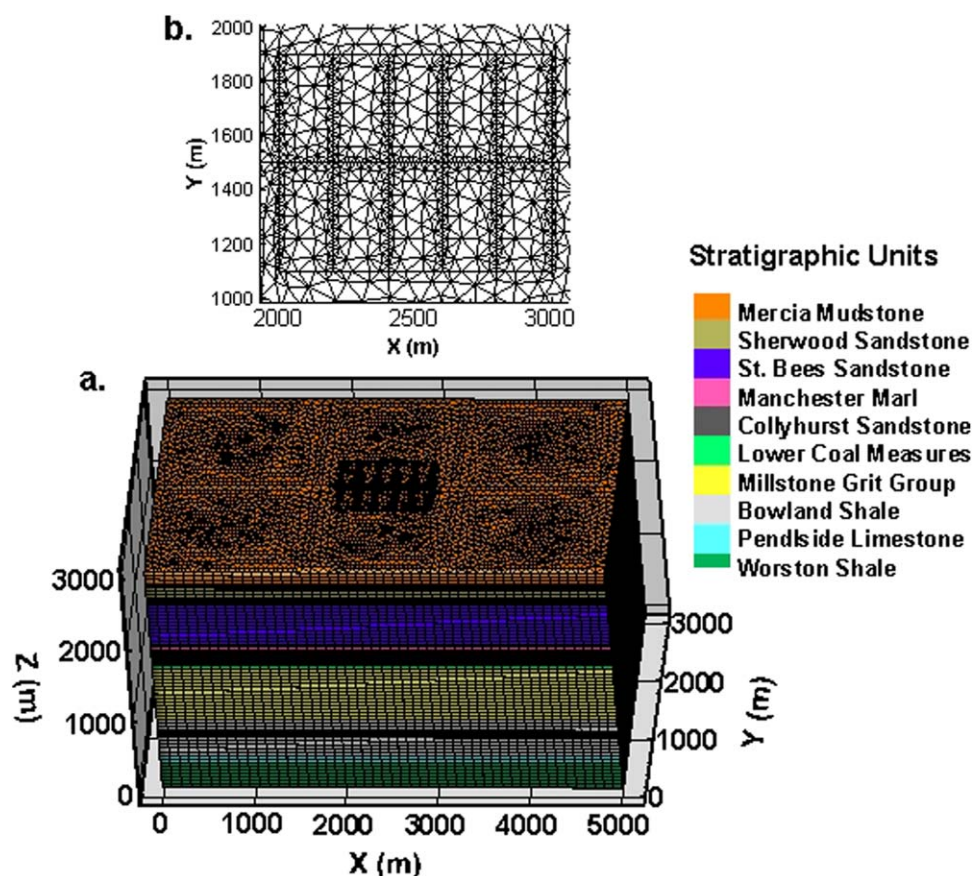 b.
2000
1800
1600
1400
1200
1000
Y (m)
2000 2500 3000
X (m)
Stratigraphic Units
Mercia Mudstone
Sherwood Sandstone
St. Bees Sandstone
Manchester Marl
Collyhurst Sandstone
Lower Coal Measures
Millstone Grit Group
Bowland Shale
Pendlside Limestone
Worston Shale
a.
3000
2000
1000
0
Z (m)
3000
2000
1000
0
Y (m)
0 1000 2000 3000 4000 5000
X (m)